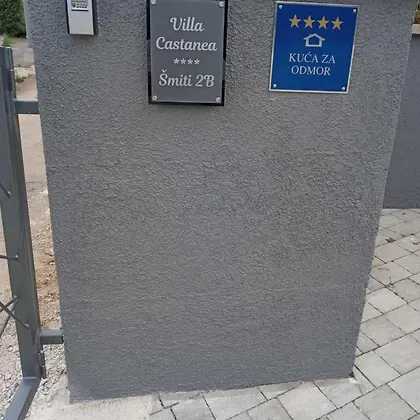 Villa
Castanea
****
Šmiti 2B
KUĆA ZA
ODMOR